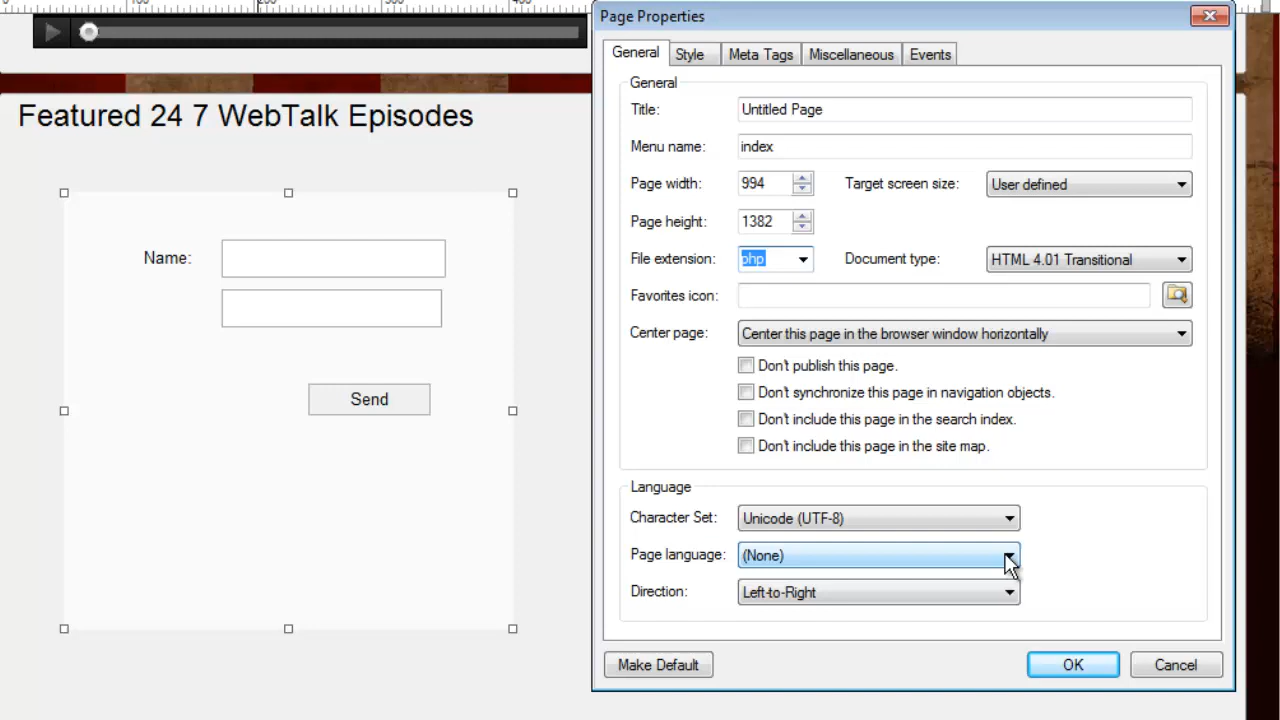 100
200
300
400
Page Properties
General Style Meta Tags Miscellaneous Events
General
Title: Untitled Page
Menu name: index
Page width: 994 Target screen size: User defined
Page height: 1382
File extension: php Document type: HTML 4.01 Transitional
Favorites icon:
Center page: Center this page in the browser window horizontally
Don't publish this page.
Don't synchronize this page in navigation objects.
Don't include this page in the search index.
Don't include this page in the site map.
Language
Character Set: Unicode (UTF-8)
Page language: (None)
Direction: Left-to-Right
Make Default OK Cancel
Featured 24 7 WebTalk Episodes
Name:
Send